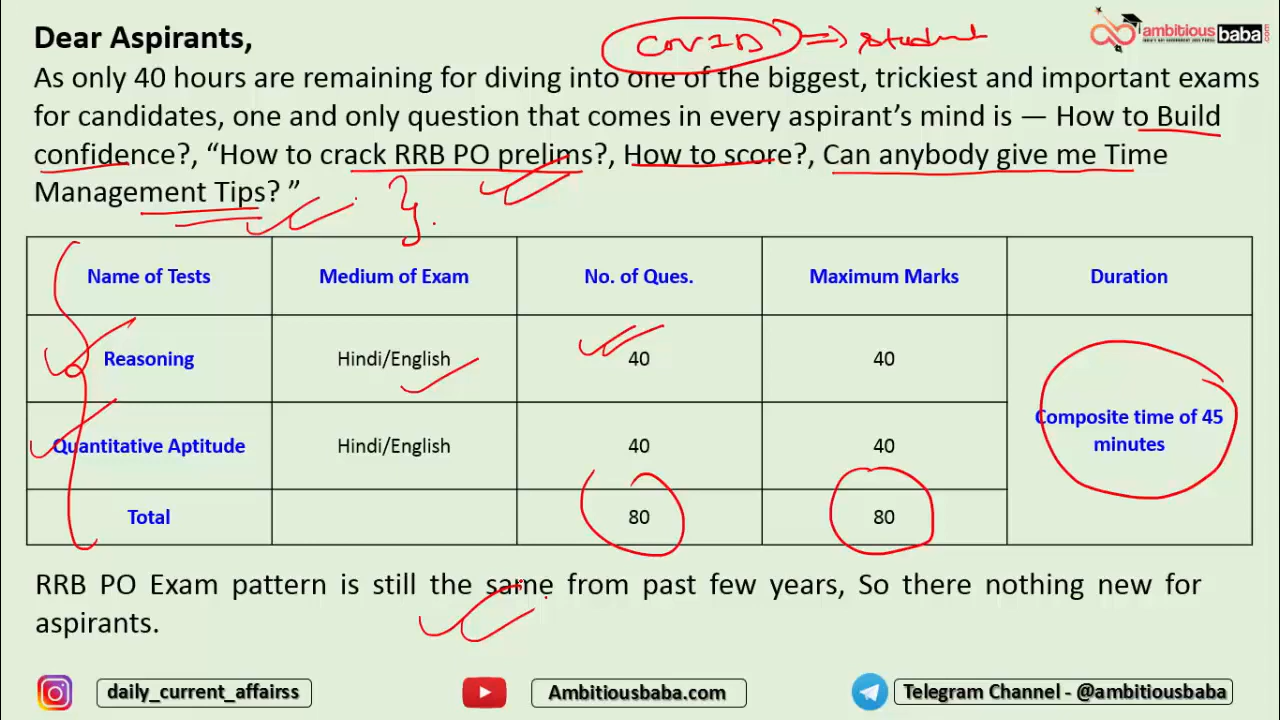 Dear Aspirants,
COVID => student
ambitiousbaba.com
As only 40 hours are remaining for diving into one of the biggest, trickiest and important exams
for candidates, one and only question that comes in every aspirant’s mind is — How to Build
confidence?, “How to crack RRB PO prelims?, How to score?, Can anybody give me Time
Management Tips? ”
Name of Tests Medium of Exam No. of Ques. Maximum Marks Duration
Reasoning Hindi/English 40 40
Composite time of 45
minutes
Quantitative Aptitude Hindi/English 40 40
Total 80 80
RRB PO Exam pattern is still the same from past few years, So there nothing new for
aspirants.
daily_current_affairss
Ambitiousbaba.com
Telegram Channel - @ambitiousbaba